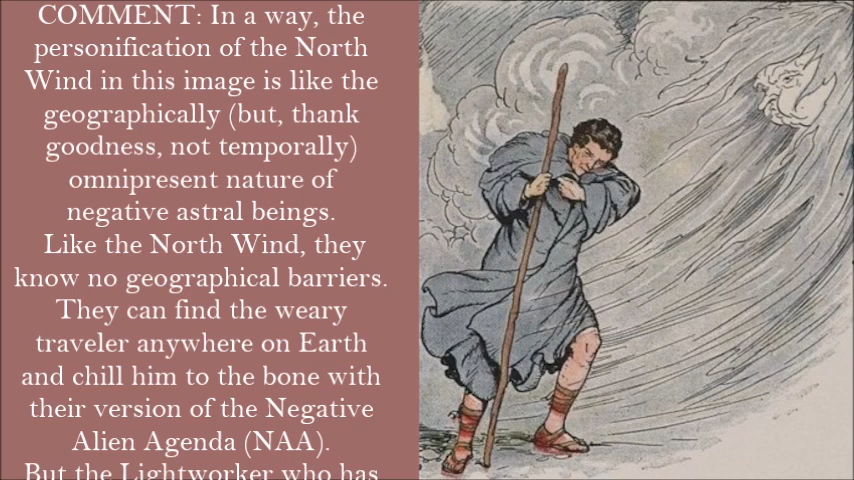 COMMENT: In a way, the
personification of the North
Wind in this image is like the
geographically (but, thank
goodness, not temporally)
omnipresent nature of
negative astral beings.
Like the North Wind, they
know no geographical barriers.
They can find the weary
traveler anywhere on Earth
and chill him to the bone with
their version of the Negative
Alien Agenda (NAA).
But the Lightworker who has